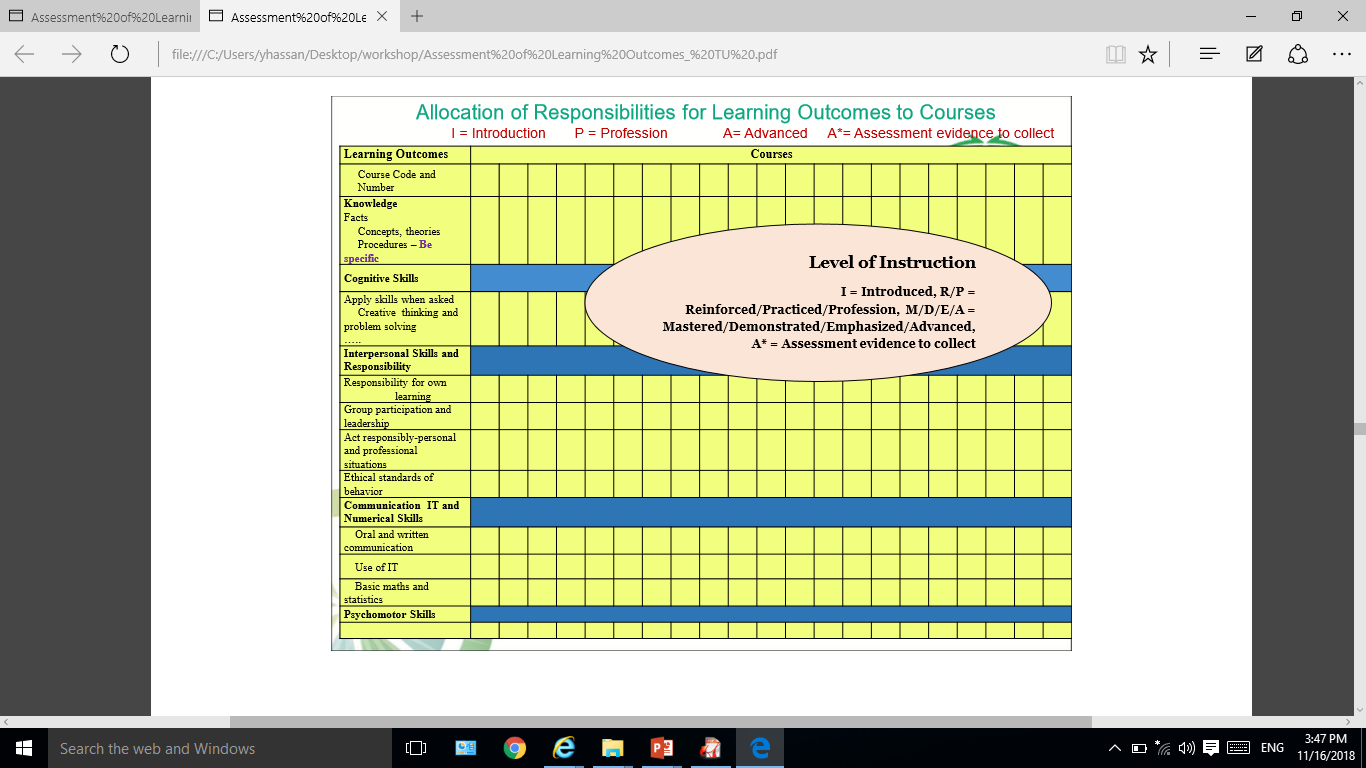 Assessment%20of%20Learnin
Assessment%20of%20Le
file:///C:/Users/yhassan/Desktop/workshop/Assessment%20of%20Learning%20Outcomes_%20TU%20.pdf
Allocation of Responsibilities for Learning Outcomes to Courses
I = Introduction P = Profession A= Advanced A*= Assessment evidence to collect
Learning Outcomes Courses
Course Code and
Number
Knowledge
Facts
Concepts, theories
Procedures – Be
specific
Cognitive Skills
Apply skills when asked
Creative thinking and
problem solving
…..
Interpersonal Skills and
Responsibility
Responsibility for own
learning
Group participation and
leadership
Act responsibly-personal
and professional
situations
Ethical standards of
behavior
Communication IT and
Numerical Skills
Oral and written
communication
Use of IT
Basic maths and
statistics
Psychomotor Skills
Level of Instruction
I = Introduced, R/P =
Reinforced/Practiced/Profession, M/D/E/A =
Mastered/Demonstrated/Emphasized/Advanced,
A* = Assessment evidence to collect
Search the web and Windows
ENG
3:47 PM
11/16/2018